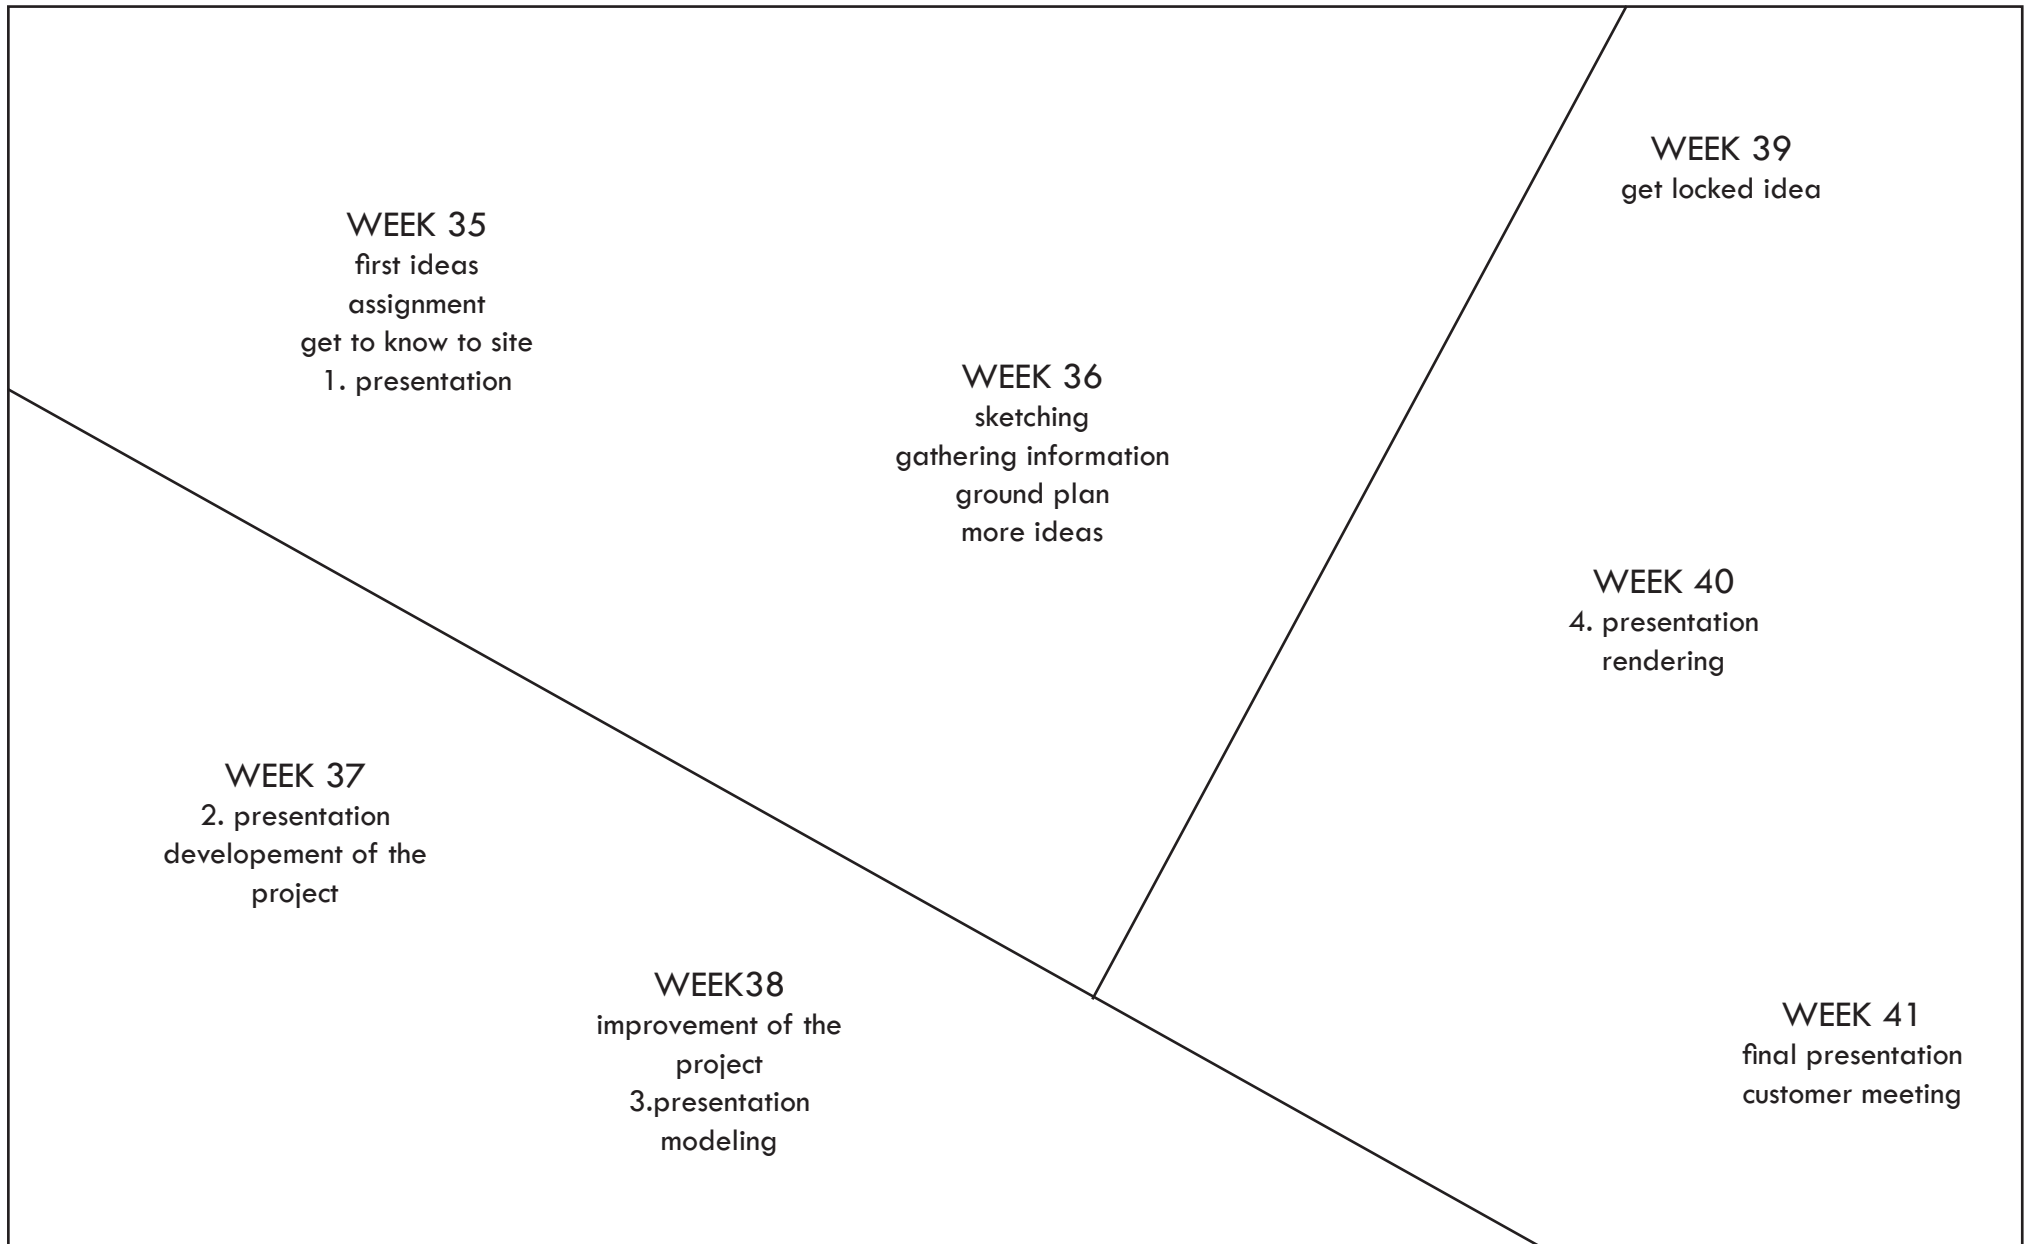 WEEK 35
first ideas
assignment
get to know to site
1. presentation
WEEK 36
sketching
gathering information
ground plan
more ideas
WEEK 37
2. presentation
developement of the
project
WEEK38
improvement of the
project
3.presentation
modeling
WEEK 39
get locked idea
WEEK 40
4. presentation
rendering
WEEK 41
final presentation
customer meeting